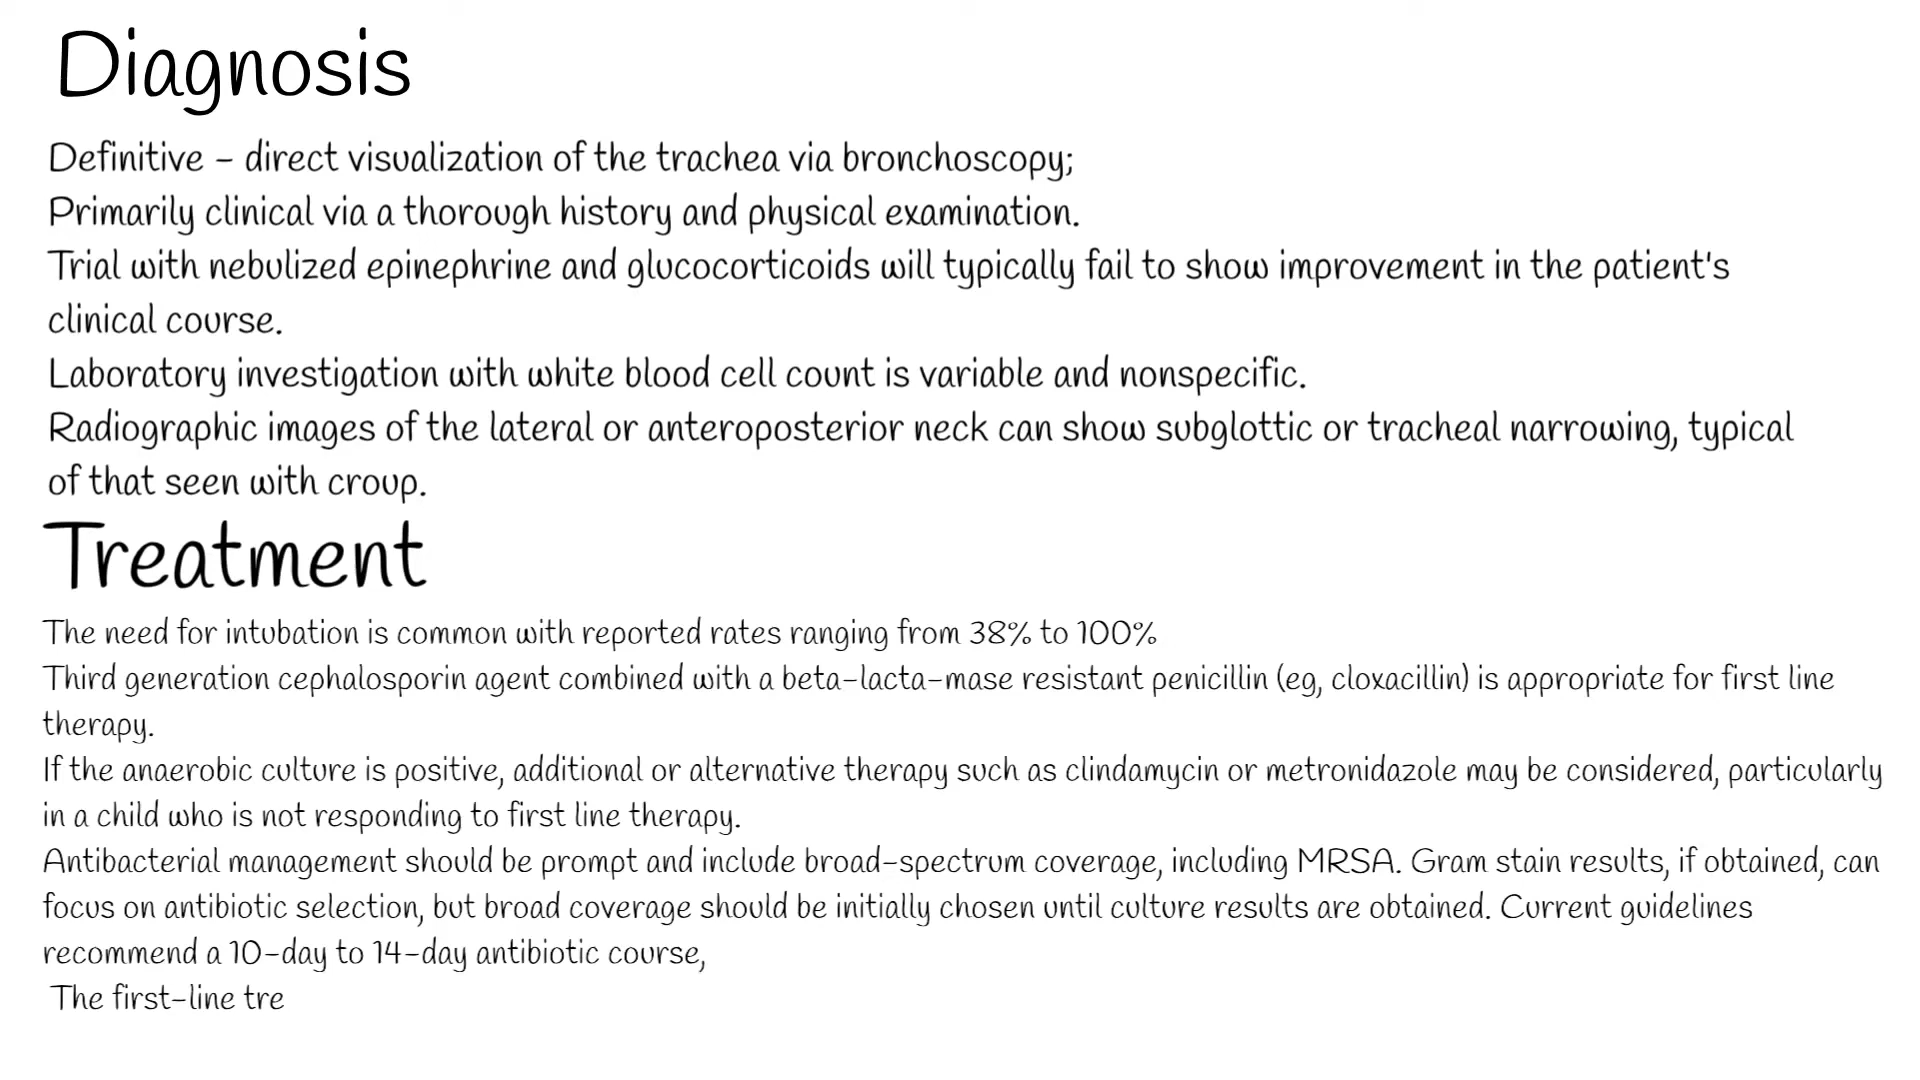 Diagnosis
Definitive - direct visualization of the trachea via bronchoscopy;
Primarily clinical via a thorough history and physical examination.
Trial with nebulized epinephrine and glucocorticoids will typically fail to show improvement in the patient's
clinical course.
Laboratory investigation with white blood cell count is variable and nonspecific.
Radiographic images of the lateral or anteroposterior neck can show subglottic or tracheal narrowing, typical
of that seen with croup.
Treatment
The need for intubation is common with reported rates ranging from 38% to 100%
Third generation cephalosporin agent combined with a beta-lacta-mase resistant penicillin (eg, cloxacillin) is appropriate for first line
therapy.
If the anaerobic culture is positive, additional or alternative therapy such as clindamycin or metronidazole may be considered, particularly
in a child who is not responding to first line therapy.
Antibacterial management should be prompt and include broad-spectrum coverage, including MRSA. Gram stain results, if obtained, can
focus on antibiotic selection, but broad coverage should be initially chosen until culture results are obtained. Current guidelines
recommend a 10-day to 14-day antibiotic course,
The first-line tre